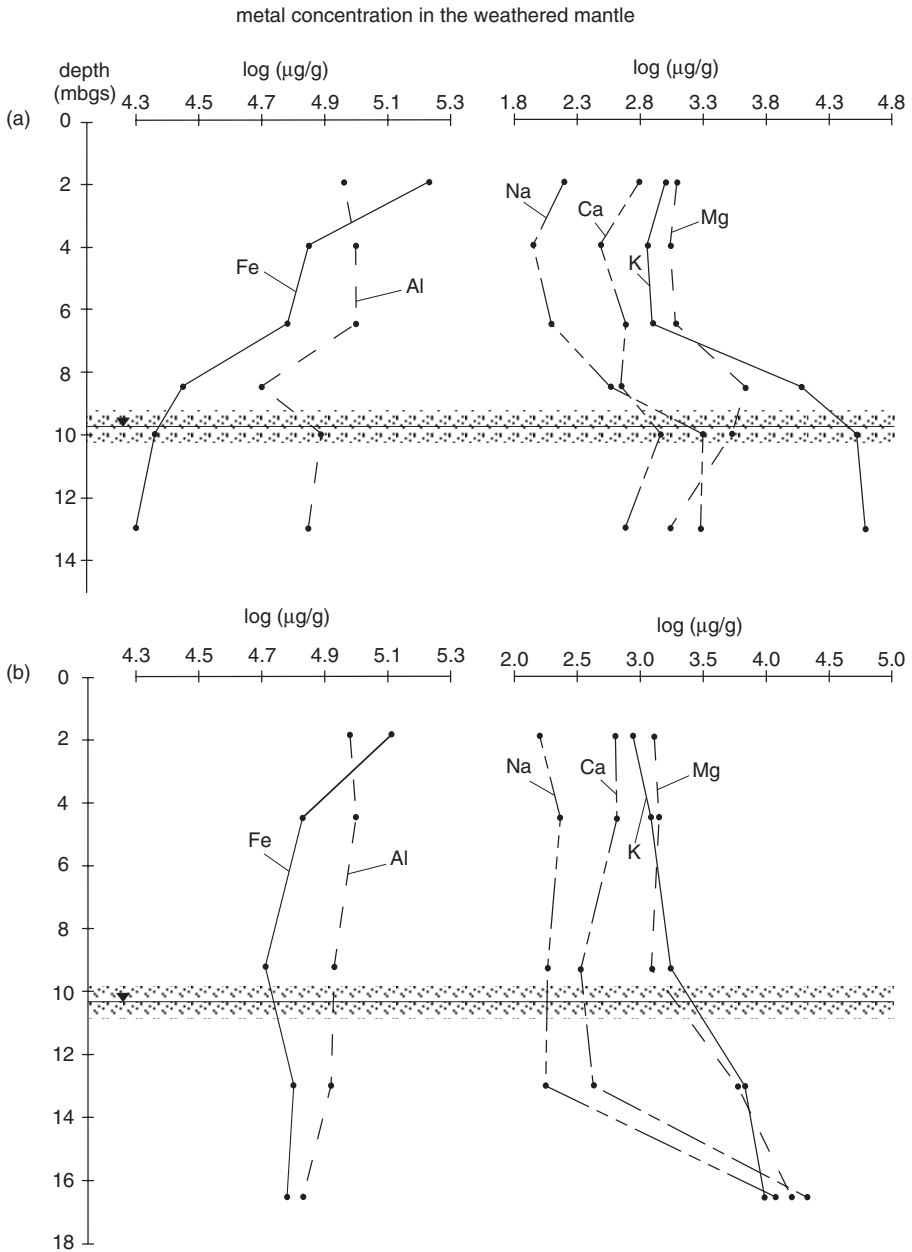 metal concentration in the weathered mantle
depth
(mbgs)
log (μg/g)
log (μg/g)
4.3 4.5 4.7 4.9 5.1 5.3
1.8 2.3 2.8 3.3 4.3 4.8
(a)
0
2
4
6
8
10
12
14
Fe
Al
Na
Ca
K
Mg
log (μg/g)
log (μg/g)
4.3 4.5 4.7 4.9 5.1 5.3
2.0 2.5 3.0 3.5 4.0 4.5 5.0
(b)
0
2
4
6
8
10
12
14
16
18
Fe
Al
Na
Ca
K
Mg